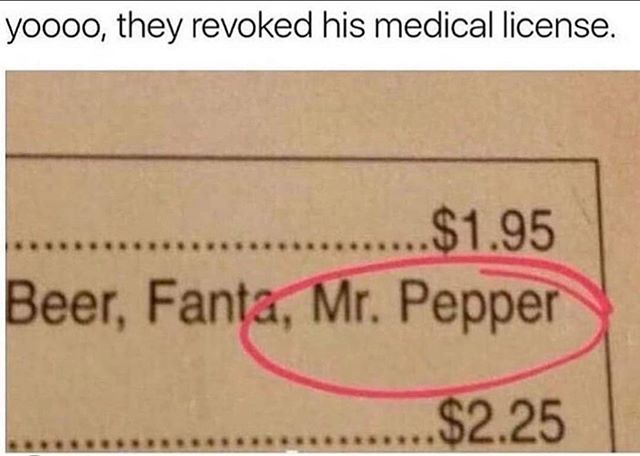 yoooo, they revoked his medical license.
................................$1.95
Beer, Fanta, Mr. Pepper
................................$2.25